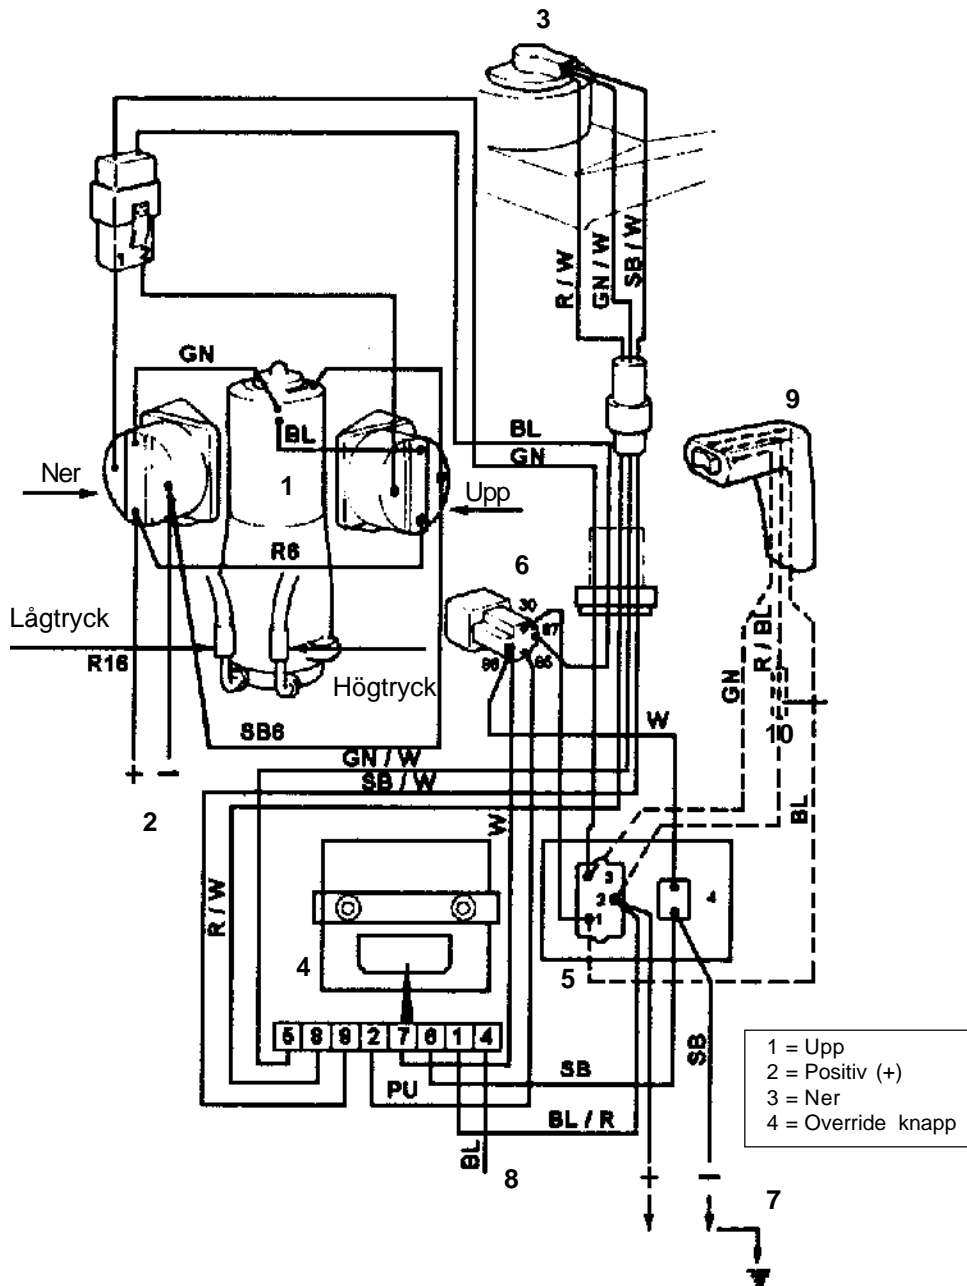 3
1 2
R / W
GN / W
SB / W
GN
9
BL
BL
GN
Ner
1
Upp
R6
6
30
87
Lågtryck
86
85
R16
Högtryck
GN
R / BL
W
10
SB6
GN / W
SB / W
+ −
2
BL
W
R / W
3
2
1
4
4
5
5 8 9 2 7 6 1 4
SB
SB
PU
BL / R
BL
8
1 = Upp
2 = Positiv (+)
3 = Ner
4 = Override knapp
+ −
7